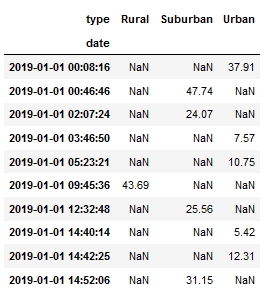 type Rural Suburban Urban
date
2019-01-01 00:08:16 NaN NaN 37.91
2019-01-01 00:46:46 NaN 47.74 NaN
2019-01-01 02:07:24 NaN 24.07 NaN
2019-01-01 03:46:50 NaN NaN 7.57
2019-01-01 05:23:21 NaN NaN 10.75
2019-01-01 09:45:36 43.69 NaN NaN
2019-01-01 12:32:48 NaN 25.56 NaN
2019-01-01 14:40:14 NaN NaN 5.42
2019-01-01 14:42:25 NaN NaN 12.31
2019-01-01 14:52:06 NaN 31.15 NaN